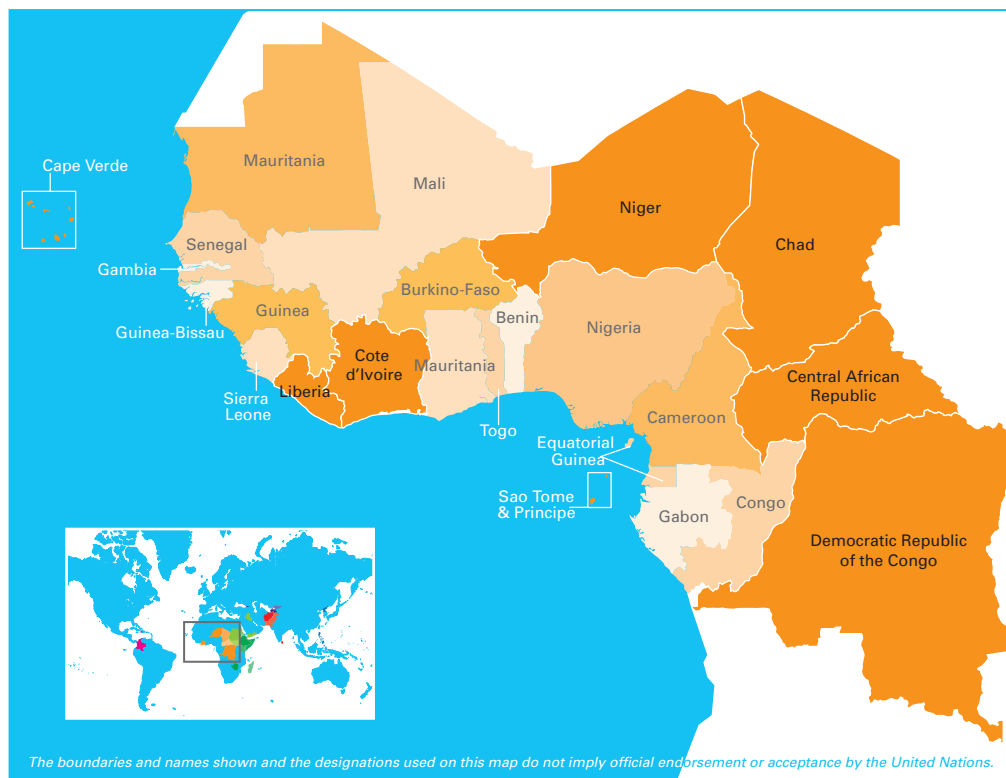 Mauritania
Cape Verde
Mali
Niger
Chad
Senegal
Gambia
Burkino-Faso
Guinea
Benin
Guinea-Bissau
Nigeria
Cote
d’Ivoire
Mauritania
Liberia
Sierra
Leone
Central African
Republic
Togo
Cameroon
Equatorial
Guinea
Sao Tome
& Principē
Gabon
Congo
Democratic Republic
of the Congo
The boundaries and names shown and the designations used on this map do not imply official endorsement or acceptance by the United Nations.